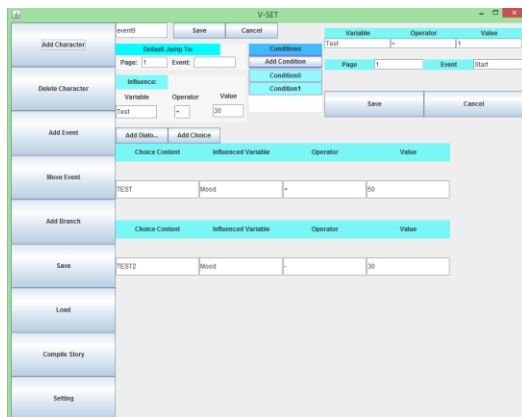 V-SET
Add Character
Delete Character
Add Event
Move Event
Add Branch
Save
Load
Compile Story
Setting
event9 Save Cancel
Default Jump To:
Page: 1 Event:
Influence:
Variable Operator Value
Test + 30
Conditions
Add Condition
Condition0
Condition1
Variable Operator Value
Test = 1
Page 1 Event Start
Save Cancel
Add Dialo... Add Choice
Choice Content Influenced Variable Operator Value
TEST Mood + 50
Choice Content Influenced Variable Operator Value
TEST2 Mood - 30